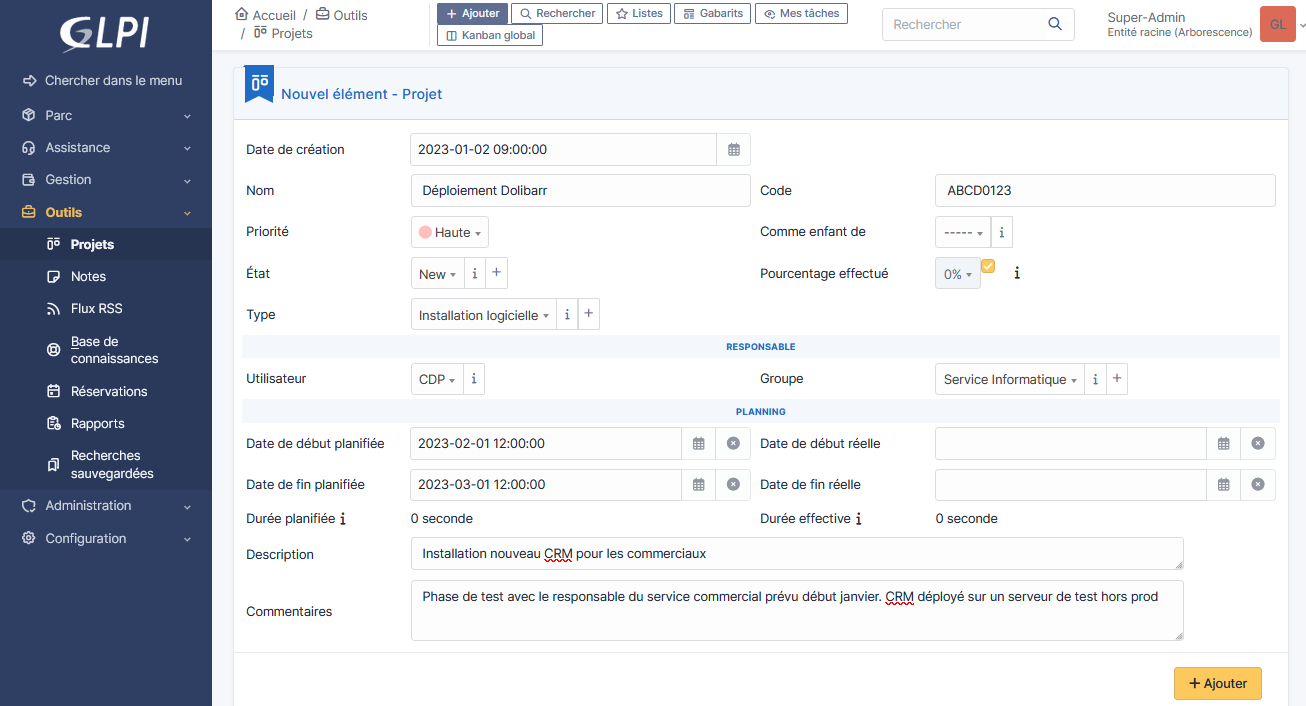 GLPI
Chercher dans le menu
Parc
Assistance
Gestion
Outils
Projets
Notes
Flux RSS
Base de
connaissances
Réservations
Rapports
Recherches
sauvegardées
Administration
Configuration
Accueil / Outils
/ Projets
+ Ajouter Rechercher Listes Gabarits Mes tâches
Kanban global
Rechercher
Super-Admin
Entité racine (Arborescence)
GL
Nouvel élément - Projet
Date de création 2023-01-02 09:00:00
Nom Déploiement Dolibarr Code ABCD0123
Priorité Haute Comme enfant de ----- i
État New i + Pourcentage effectué 0% i
Type Installation logicielle i +
RESPONSABLE
Utilisateur CDP i Groupe Service Informatique i +
PLANNING
Date de début planifiée 2023-02-01 12:00:00 Date de début réelle
Date de fin planifiée 2023-03-01 12:00:00 Date de fin réelle
Durée planifiée i 0 seconde Durée effective i 0 seconde
Description Installation nouveau CRM pour les commerciaux
Commentaires Phase de test avec le responsable du service commercial prévu début janvier. CRM déployé sur un serveur de test hors prod
+ Ajouter